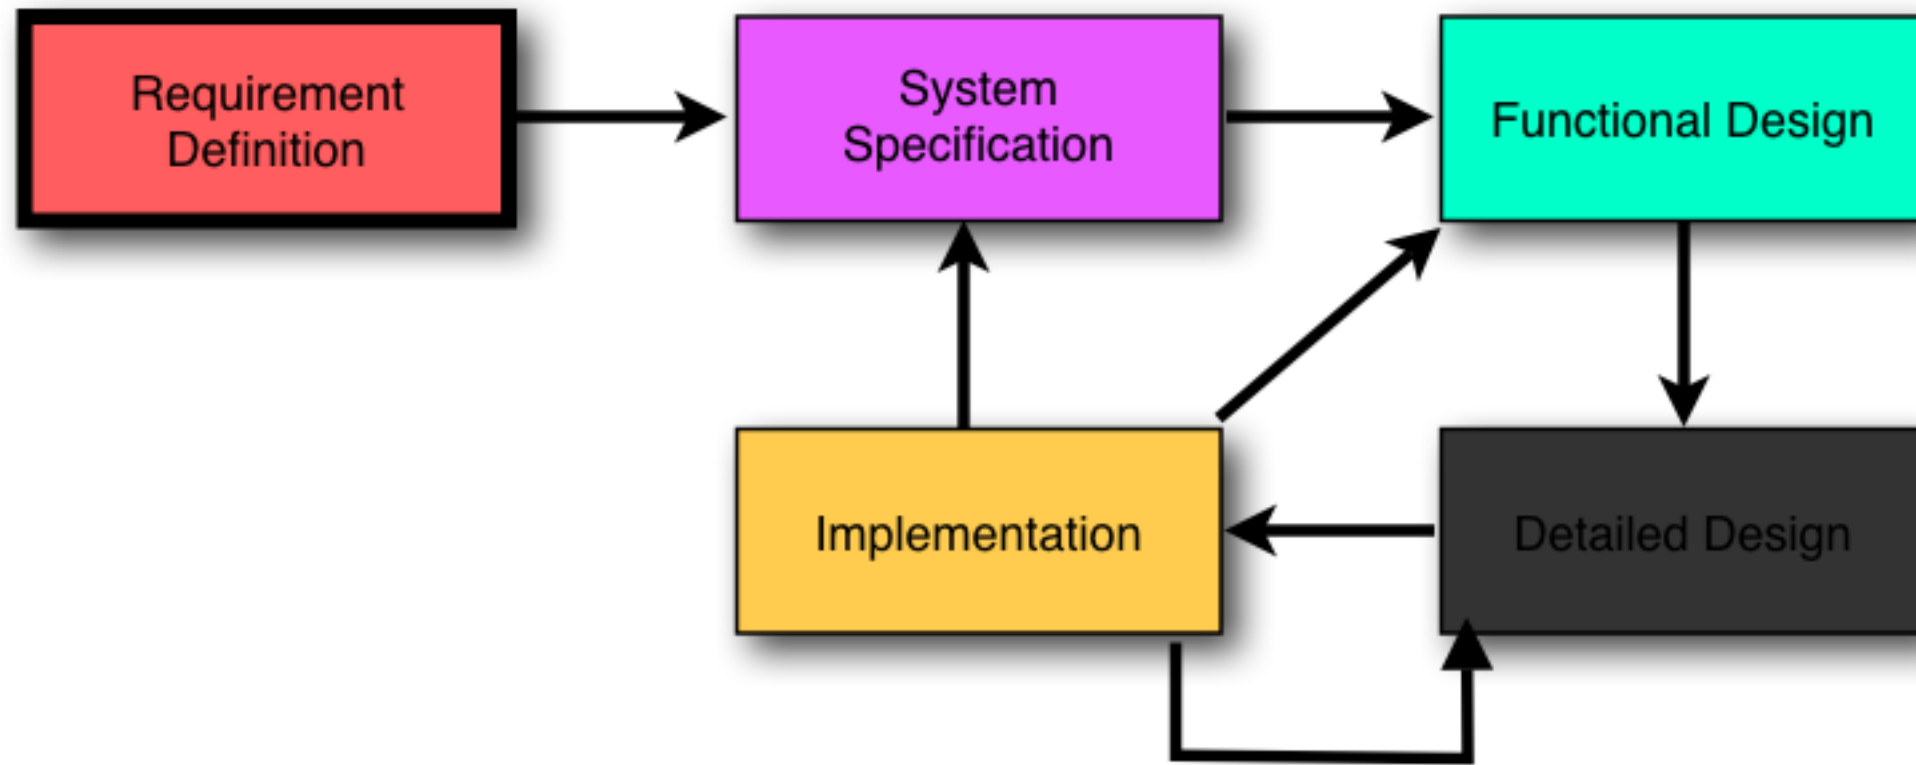 Requirement
Definition
System
Specification
Functional Design
Implementation
Detailed Design